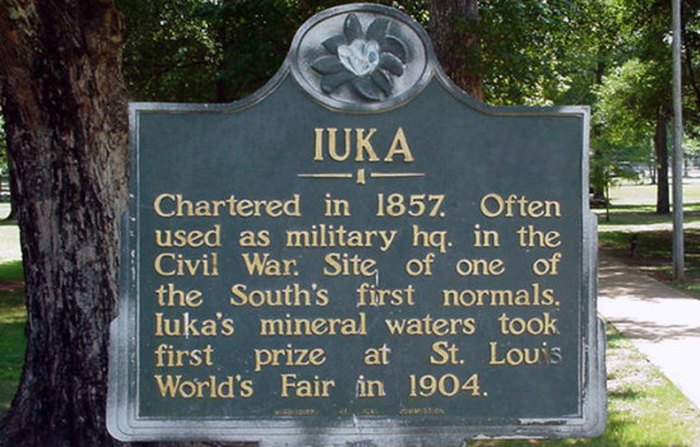 IUKA
Chartered in 1857. Often
used as military hq. in the
Civil War. Site of one of
the South's first normals.
Iuka's mineral waters took
first prize at St. Louis
World's Fair in 1904.